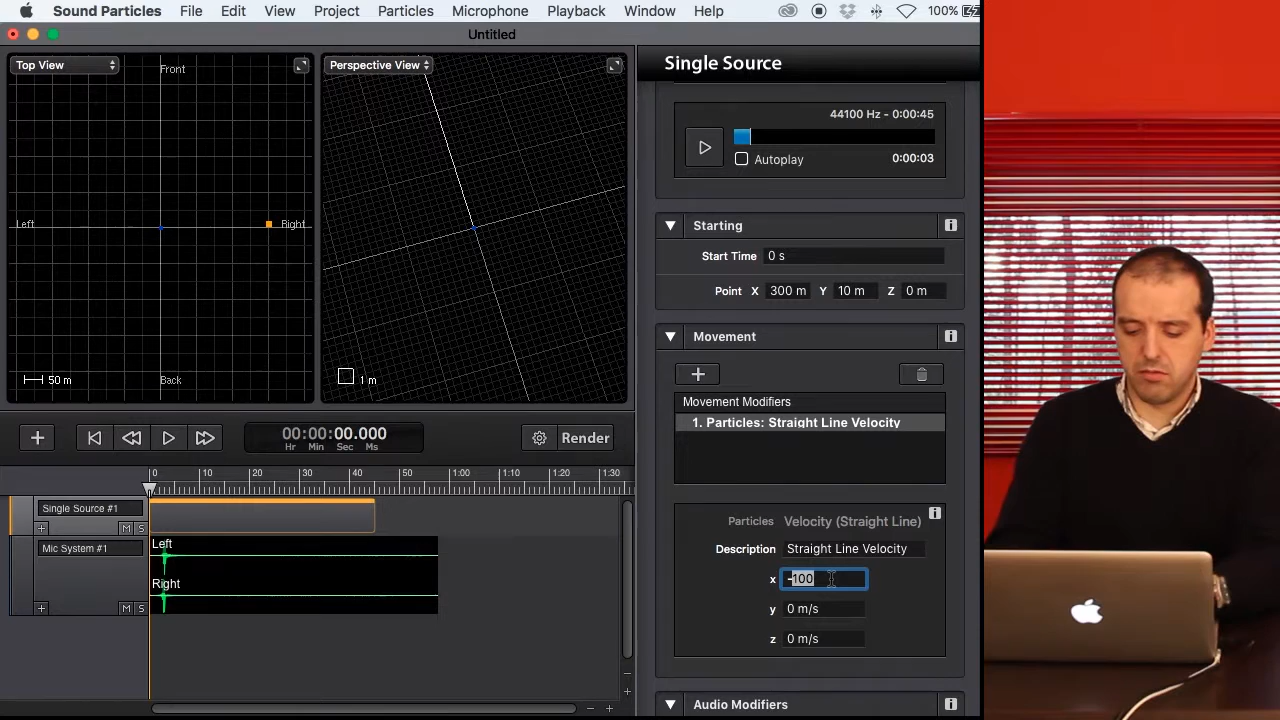 Sound Particles File Edit View Project Particles Microphone Playback Window Help 100%
Untitled
Top View
Front
Left
Right
Back
50 m
Perspective View
1 m
Single Source
44100 Hz - 0:00:45
Autoplay
0:00:03
Starting
Start Time 0 s
Point X 300 m Y 10 m Z 0 m
Movement
Movement Modifiers
1. Particles: Straight Line Velocity
Particles Velocity (Straight Line)
Description Straight Line Velocity
x -100
y 0 m/s
z 0 m/s
Audio Modifiers
00:00:00.000
Hr Min Sec Ms
Render
0 10 20 30 40 50 1:00 1:10 1:20 1:30
Single Source #1
M S
Mic System #1
M S
Left
Right